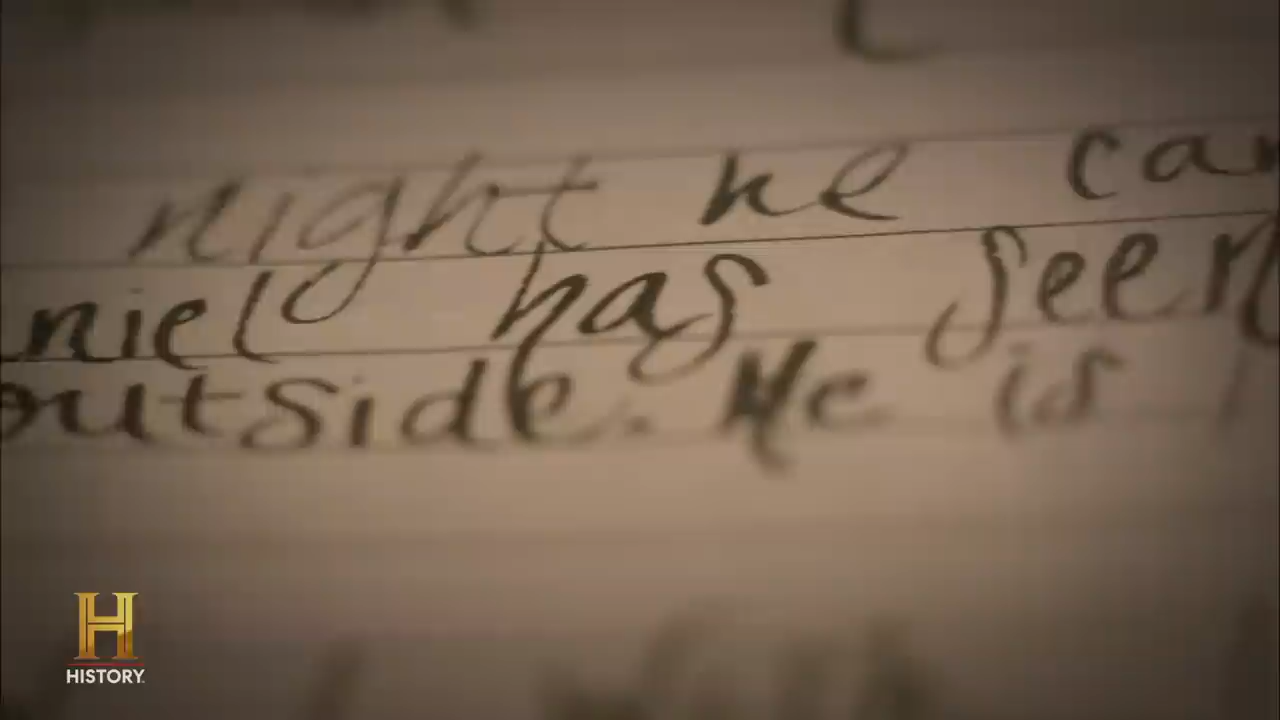 night he ca
niel has seen
outside. He is
H
HISTORY